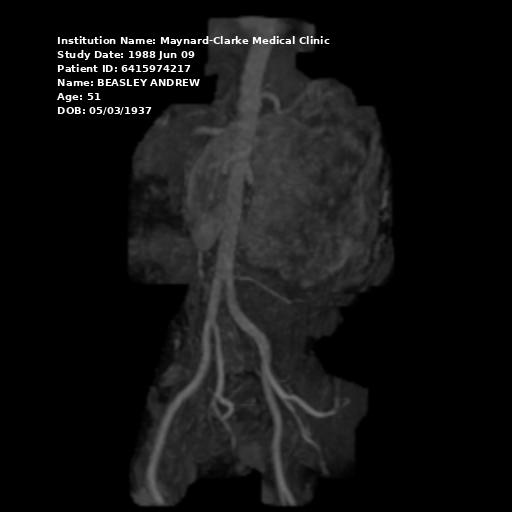 Institution Name: Maynard-Clarke Medical Clinic
Study Date: 1988 Jun 09
Patient ID: 6415974217
Name: BEASLEY ANDREW
Age: 51
DOB: 05/03/1937